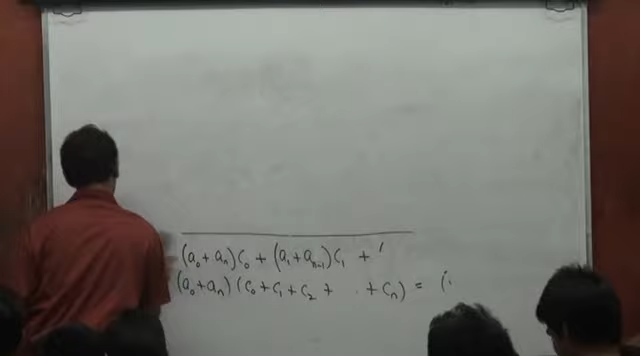 (a₀ + aₙ)C₀ + (a₁ + aₙ₋₁)C₁ +
(a₀ + aₙ)(C₀ + C₁ + C₂ + . + Cₙ) = (